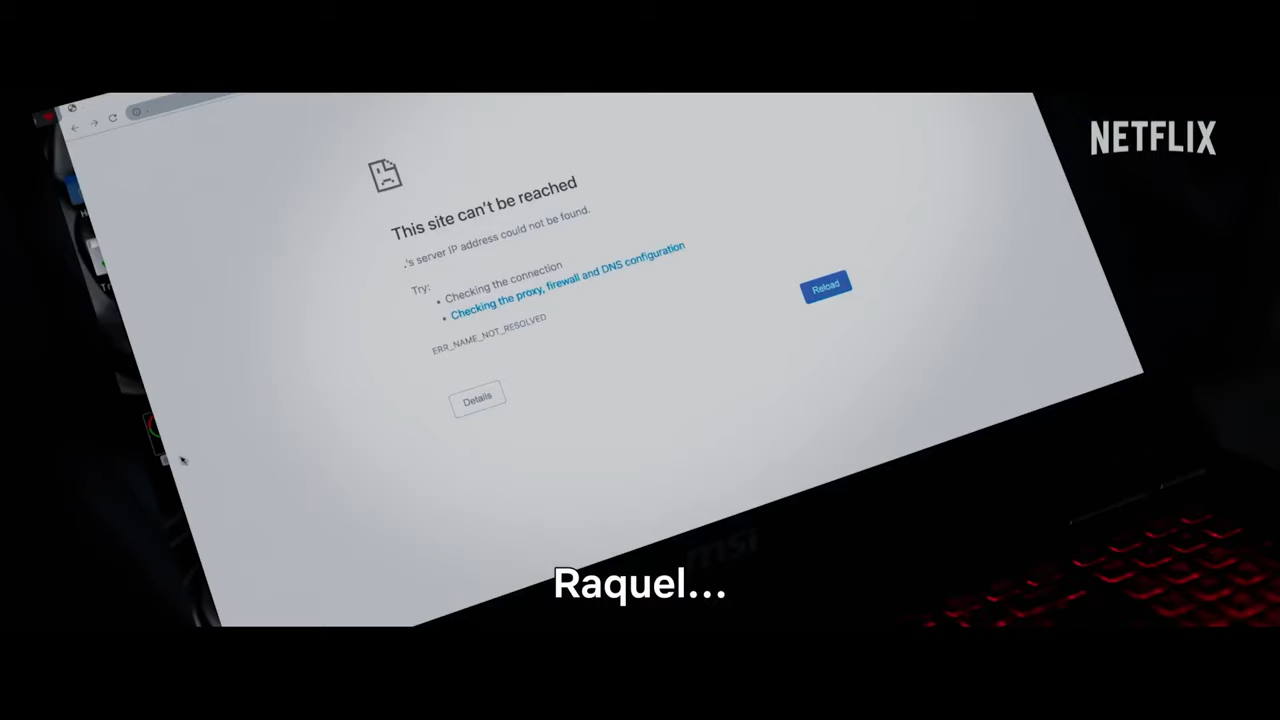 NETFLIX
This site can't be reached
.'s server IP address could not be found.
Try:
• Checking the connection
• Checking the proxy, firewall and DNS configuration
Reload
ERR_NAME_NOT_RESOLVED
Details
msi
Raquel...